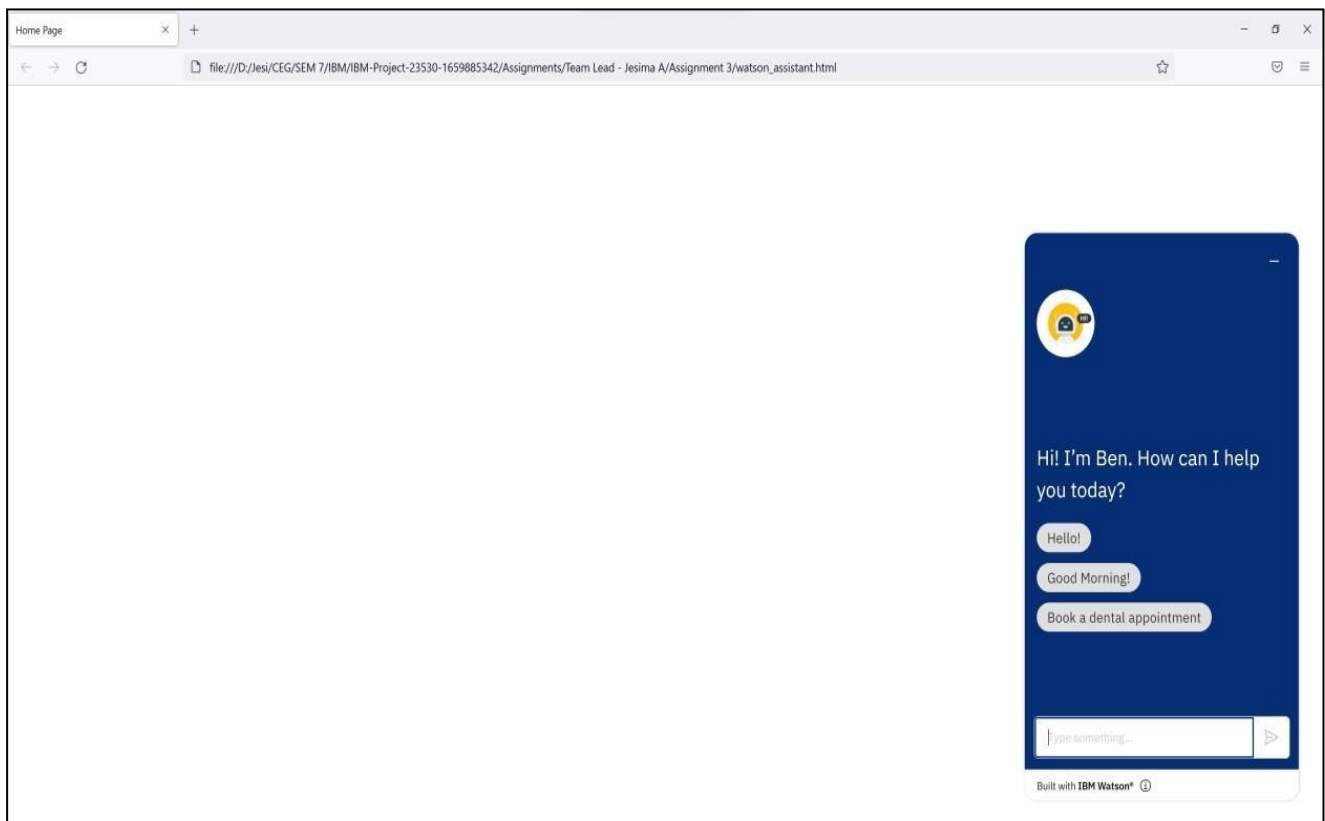 Home Page
file:///D:/Jesi/CEG/SEM 7/IBM/IBM-Project-23530-1659885342/Assignments/Team Lead - Jesima A/Assignment 3/watson_assistant.html
Hi! I'm Ben. How can I help
you today?
Hello!
Good Morning!
Book a dental appointment
Type something...
Built with IBM Watson®